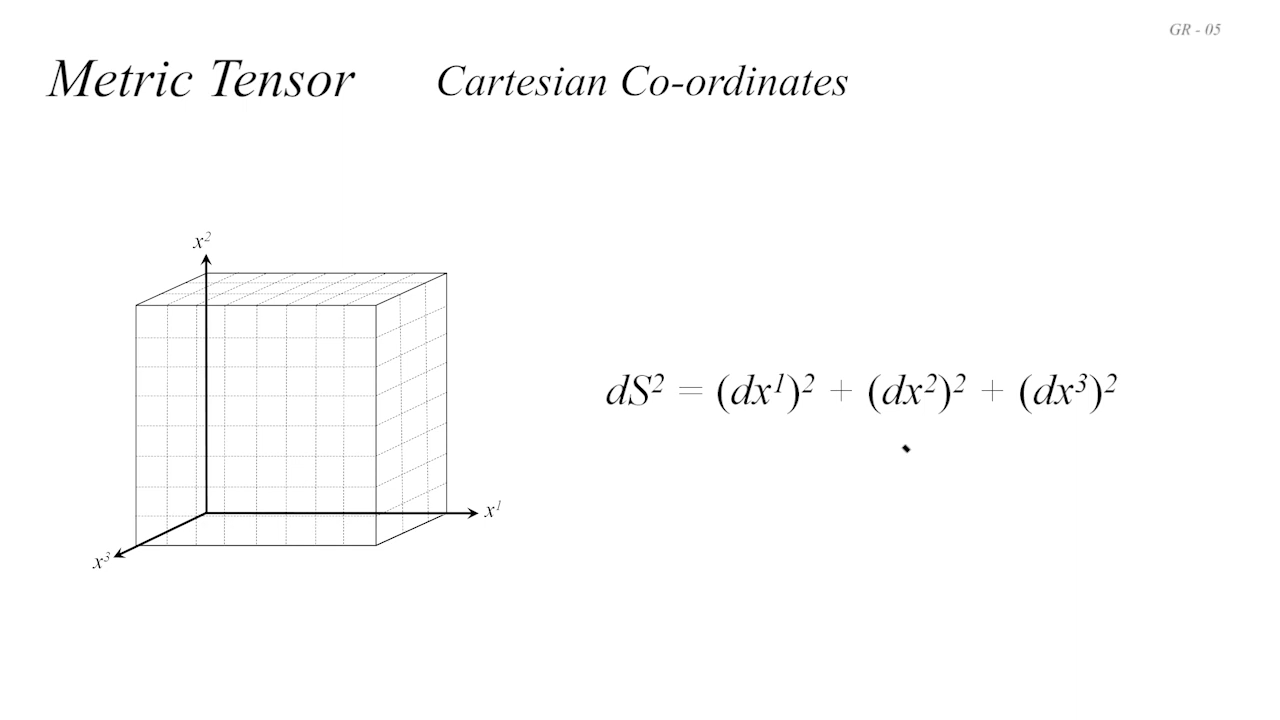 GR - 05
Metric Tensor Cartesian Co-ordinates
x²
dS² = (dx¹)² + (dx²)² + (dx³)²
x¹
x³